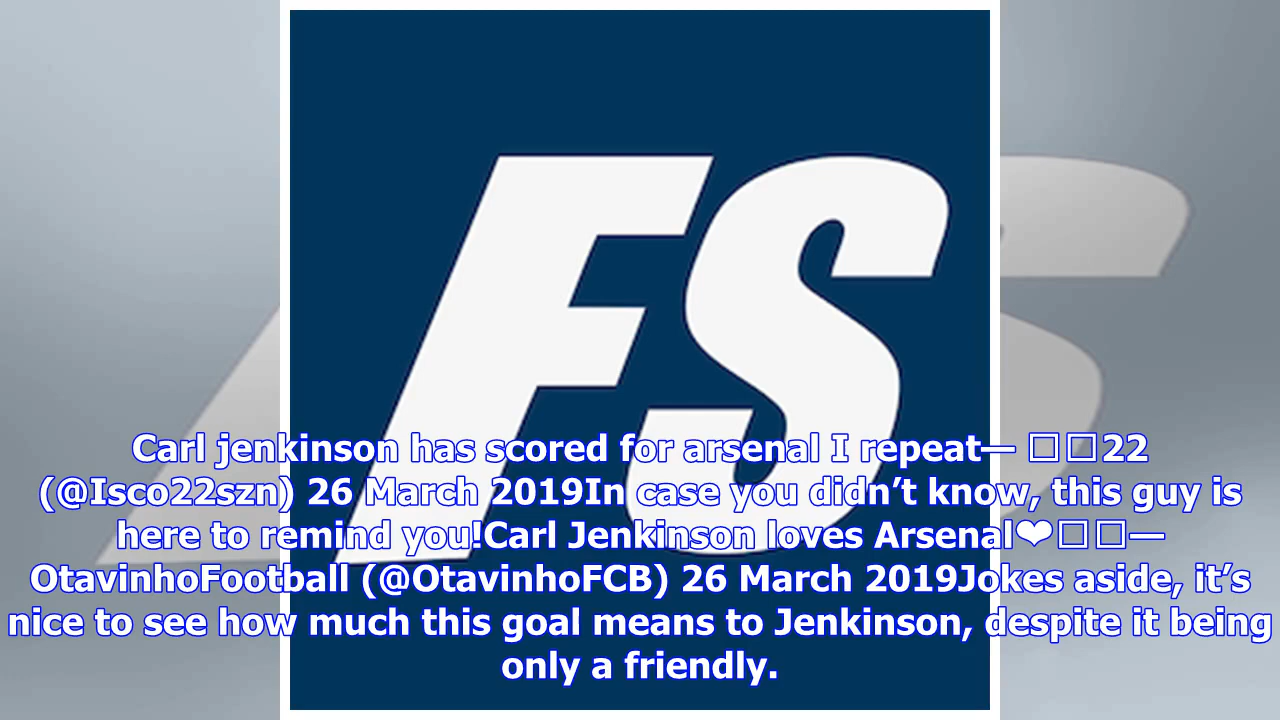 FS
Carl jenkinson has scored for arsenal I repeat— □□22
(@Isco22szn) 26 March 2019In case you didn’t know, this guy is
here to remind you!Carl Jenkinson loves Arsenal❤□□—
OtavinhoFootball (@OtavinhoFCB) 26 March 2019Jokes aside, it’s
nice to see how much this goal means to Jenkinson, despite it being
only a friendly.